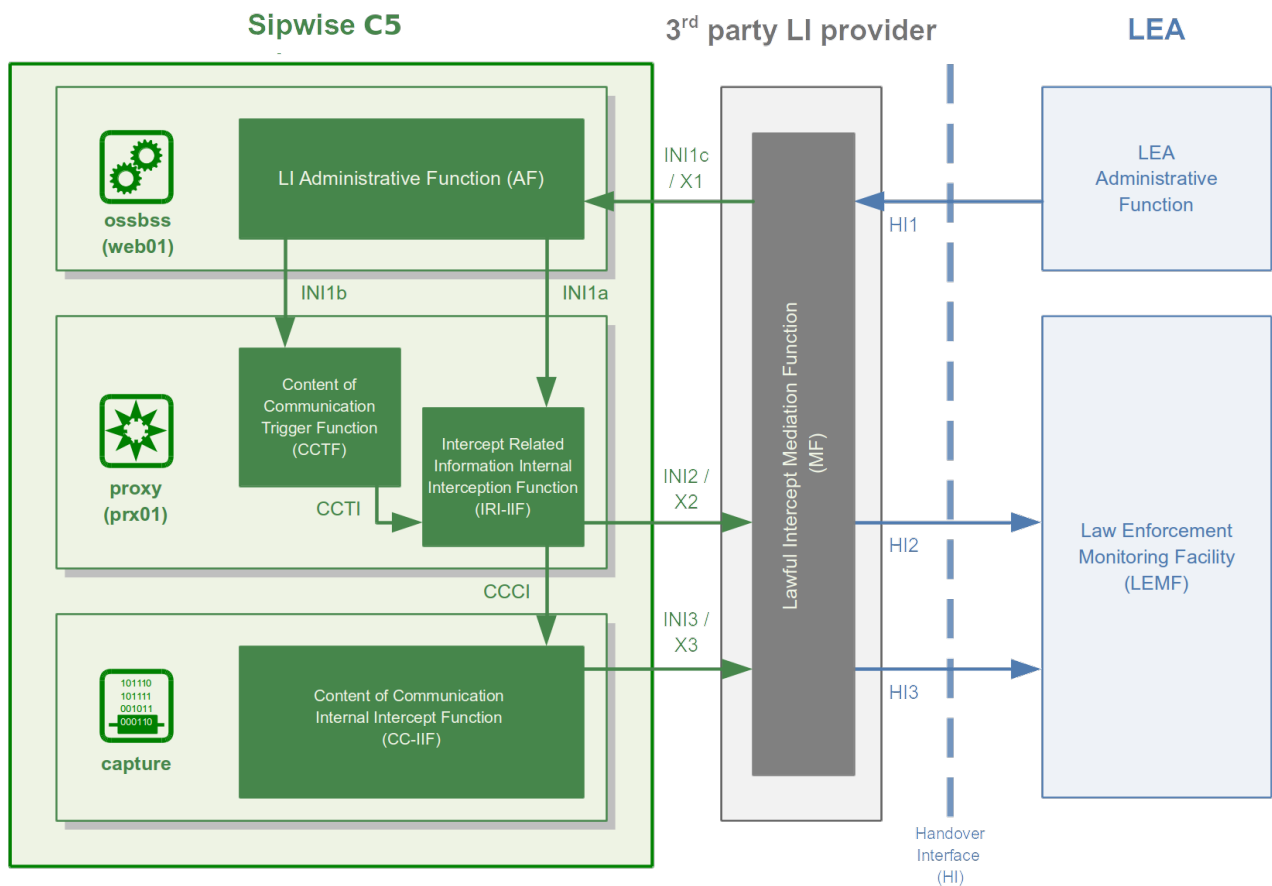 Sipwise C5
3rd party LI provider
LEA
ossbss
(web01)
LI Administrative Function (AF)
INI1c
/ X1
HI1
LEA
Administrative
Function
INI1b
INI1a
proxy
(prx01)
Content of
Communication
Trigger Function
(CCTF)
CCTI
Intercept Related
Information Internal
Interception Function
(IRI-IIF)
INI2 /
X2
Lawful Intercept Mediation Function
(MF)
HI2
Law Enforcement
Monitoring Facility
(LEMF)
CCCI
INI3 /
X3
HI3
101110
101111
001011
000110
capture
Content of Communication
Internal Intercept Function
(CC-IIF)
Handover
Interface
(HI)